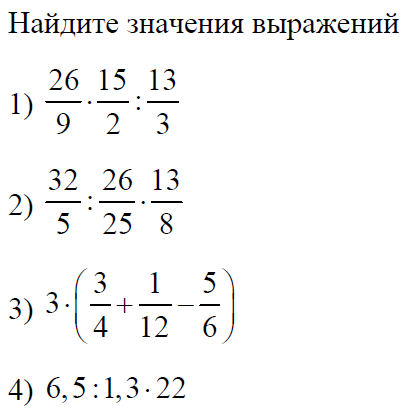 Найдите значения выражений
1) 26/9 · 15/2 : 13/3
2) 32/5 : 26/25 · 13/8
3) 3 · (3/4 + 1/12 − 5/6)
4) 6,5 : 1,3 · 22